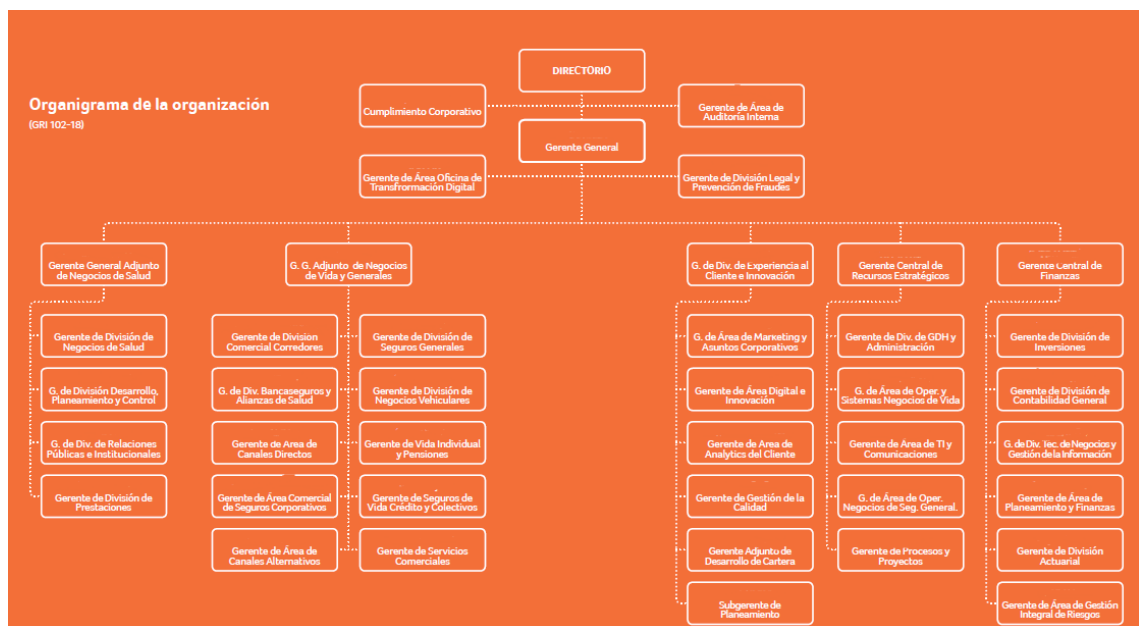 DIRECTORIO
Organigrama de la organización
(GRI 102-18)
Cumplimiento Corporativo
Gerente de Área de
Auditoría Interna
Gerente General
Gerente de Área Oficina de
Transfrormación Digital
Gerente de División Legal y
Prevención de Fraudes
Gerente General Adjunto
de Negocios de Salud
G. G. Adjunto de Negocios
de Vida y Generales
G. de Div. de Experiencia al
Cliente e Innovación
Gerente Central de
Recursos Estratégicos
Gerente Central de
Finanzas
Gerente de División de
Negocios de Salud
Gerente de Division
Comercial Corredores
Gerente de División de
Seguros Generales
G. de Área de Marketing y
Asuntos Corporativos
Gerente de Div. de GDH y
Administración
Gerente de División de
Inversiones
G. de División Desarrollo,
Planeamiento y Control
G. de Div. Bancaseguros y
Alianzas de Salud
Gerente de División de
Negocios Vehiculares
Gerente de Área Digital e
Innovación
G. de Área de Oper. y
Sistemas Negocios de Vida
Gerente de División de
Contabilidad General
G. de Div. de Relaciones
Públicas e Institucionales
Gerente de Area de
Canales Directos
Gerente de Vida Individual
y Pensiones
Gerente de Area de
Analytics del Cliente
Gerente de Area de TI y
Comunicaciones
G. de Div. Tec. de Negocios y
Gestión de la Información
Gerente de División de
Prestaciones
Gerente de Área Comercial
de Seguros Corporativos
Gerente de Seguros de
Vida Crédito y Colectivos
Gerente de Gestión de la
Calidad
G. de Área de Oper.
Negocios de Seg. General.
Gerente de Área de
Planeamiento y Finanzas
Gerente de Área de
Canales Alternativos
Gerente de Servicios
Comerciales
Gerente Adjunto de
Desarrollo de Cartera
Gerente de Procesos y
Proyectos
Gerente de División
Actuarial
Subgerente de
Planeamiento
Gerente de Área de Gestión
Integral de Riesgos